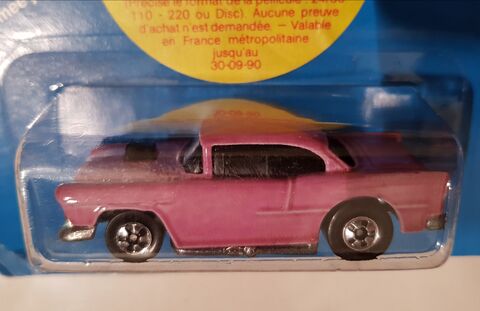 (Précisé le format de la pellicule : 24/36
110 - 220 ou Disc). Aucune preuve
d'achat n'est demandée. — Valable
en France métropolitaine
jusqu'au
30-09-90